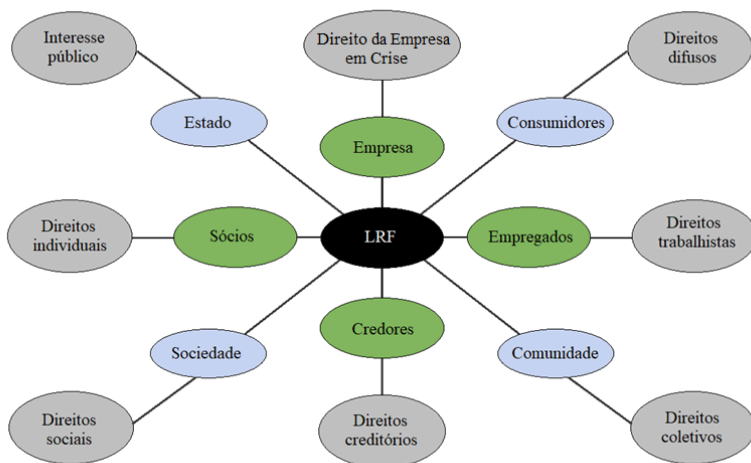 Interesse
público
Direito da Empresa
em Crise
Direitos
difusos
Estado
Consumidores
Empresa
Direitos
individuais
Sócios
LRF
Empregados
Direitos
trabalhistas
Credores
Sociedade
Comunidade
Direitos
sociais
Direitos
creditórios
Direitos
coletivos